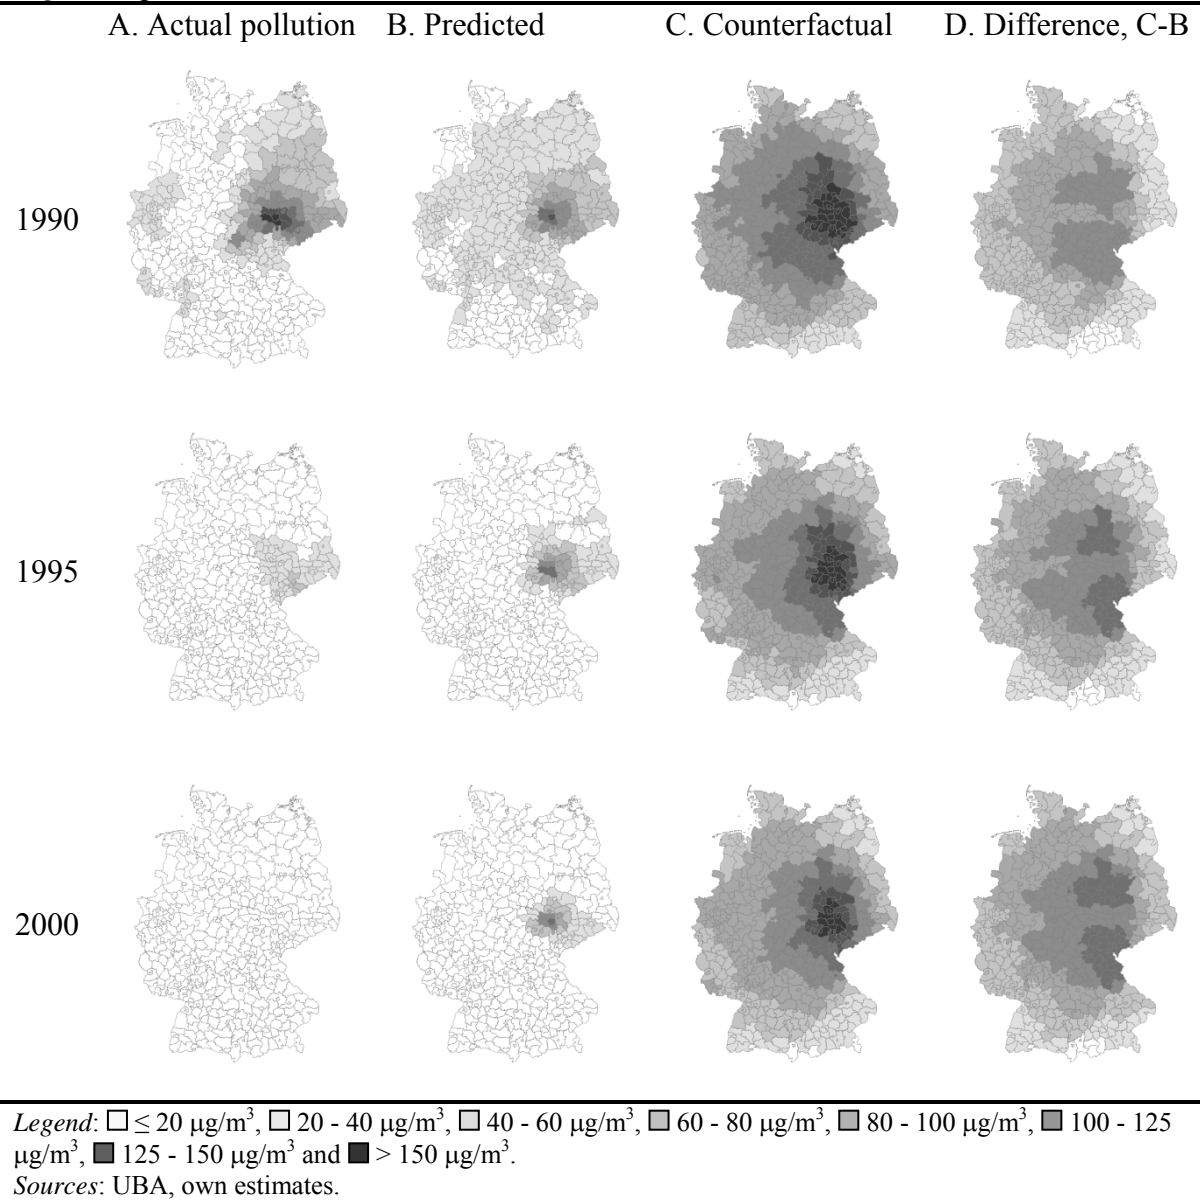 A. Actual pollution B. Predicted C. Counterfactual D. Difference, C-B
1990
1995
2000
Legend: ≤ 20 μg/m³, 20 - 40 μg/m³, 40 - 60 μg/m³, 60 - 80 μg/m³, 80 - 100 μg/m³, 100 - 125
μg/m³, 125 - 150 μg/m³ and > 150 μg/m³.
Sources: UBA, own estimates.